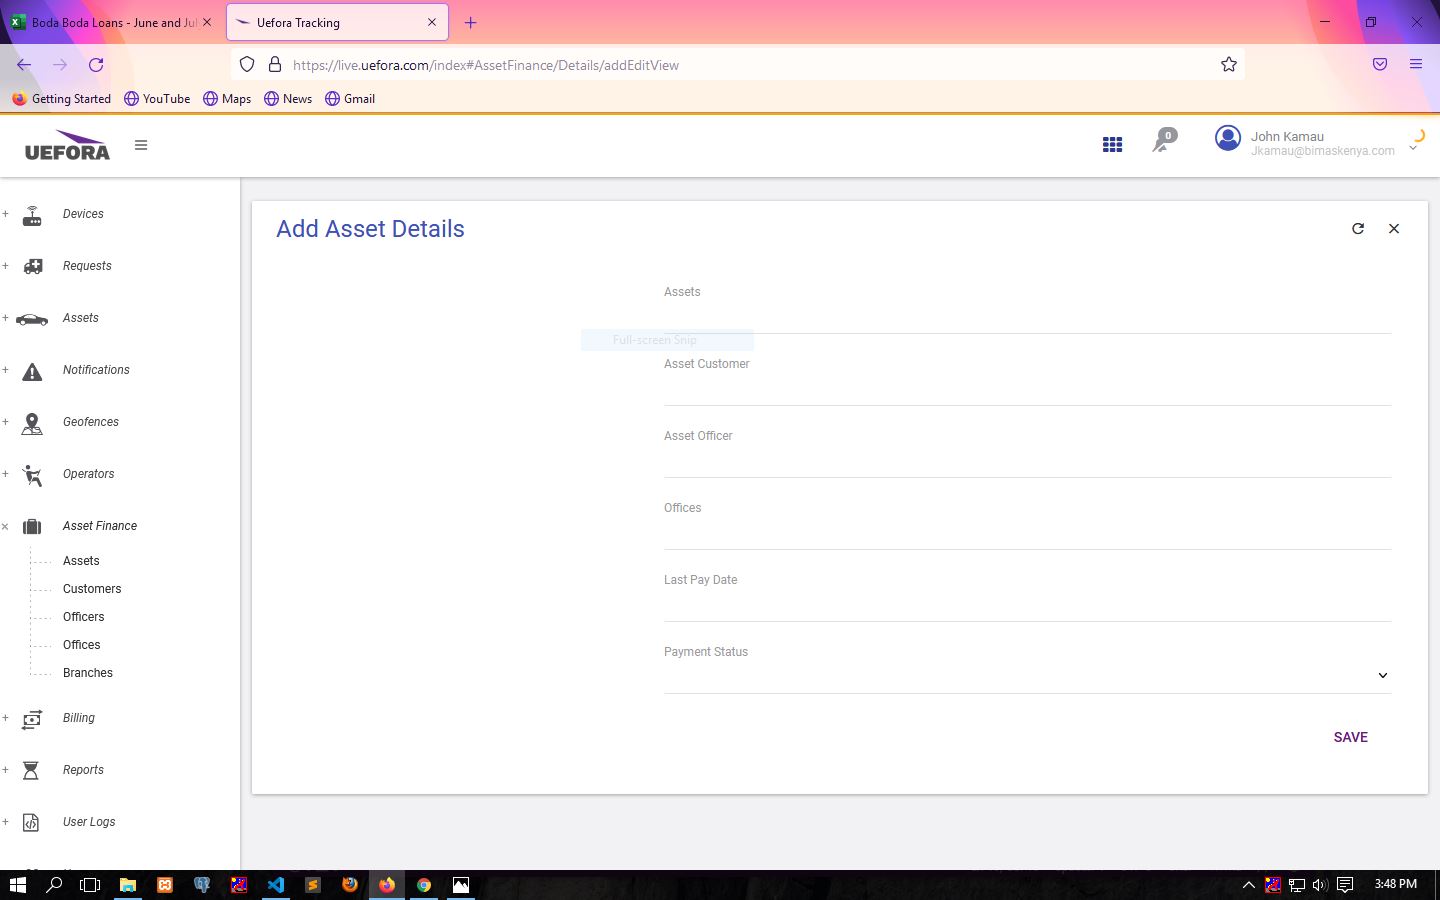 Boda Boda Loans - June and Jul
Uefora Tracking
https://live.uefora.com/index#AssetFinance/Details/addEditView
Getting Started YouTube Maps News Gmail
UEFORA
0
John Kamau
Jkamau@bimaskenya.com
Devices
Requests
Assets
Notifications
Geofences
Operators
Asset Finance
Assets
Customers
Officers
Offices
Branches
Billing
Reports
User Logs
Add Asset Details
Assets
Full-screen Snip
Asset Customer
Asset Officer
Offices
Last Pay Date
Payment Status
SAVE
3:48 PM